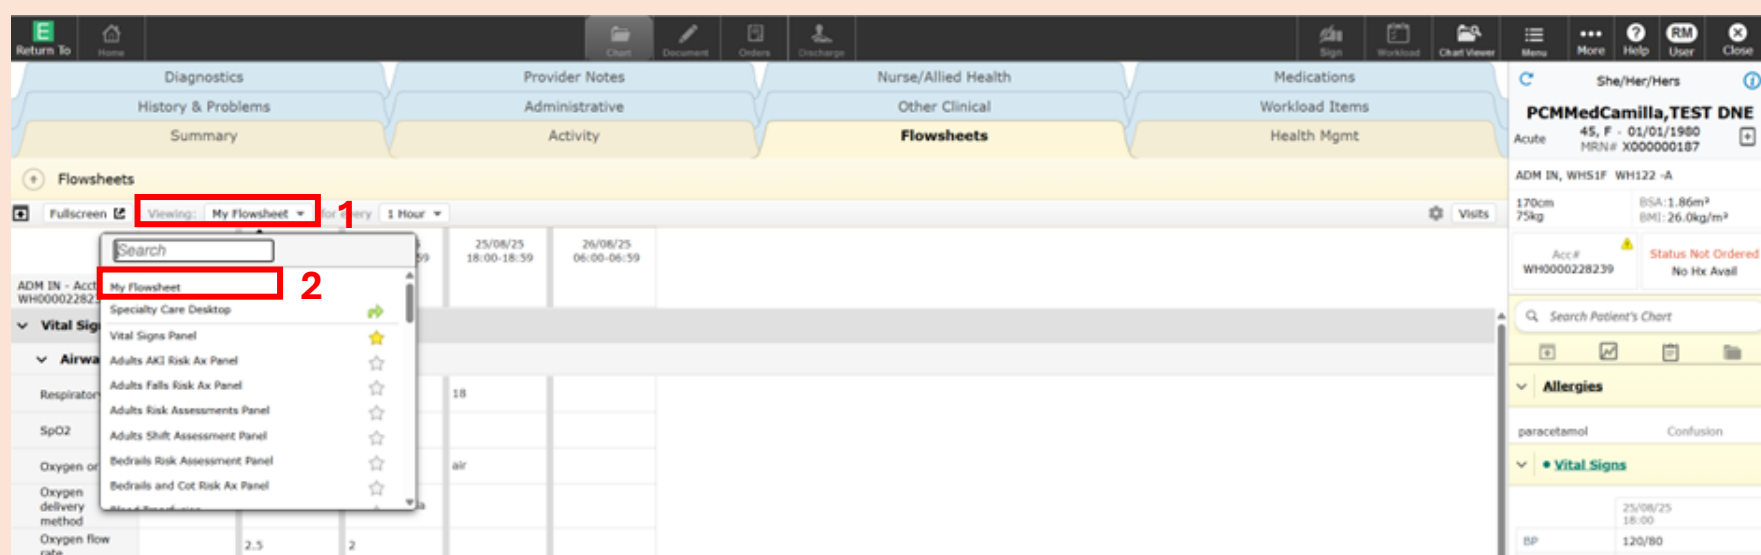 E
Return To
Home
Chart
Document
Orders
Discharge
Sign
Workload
Chart Viewer
Menu
More
Help
RM
User
Close
Diagnostics
Provider Notes
Nurse/Allied Health
Medications
History & Problems
Administrative
Other Clinical
Workload Items
Summary
Activity
Flowsheets
Health Mgmt
Flowsheets
Fullscreen
Viewing: My Flowsheet
1
for every 1 Hour
Visits
Search
My Flowsheet
2
Specialty Care Desktop
Vital Signs Panel
Adults AKI Risk Ax Panel
Adults Falls Risk Ax Panel
Adults Risk Assessments Panel
Adults Shift Assessment Panel
Bedrails Risk Assessment Panel
Bedrails and Cot Risk Ax Panel
59
25/08/25
18:00-18:59
26/08/25
06:00-06:59
ADM IN - Acct
WH00002282
Vital Sig
Airwa
Respirator
18
SpO2
Oxygen or
air
Oxygen
delivery
method
Oxygen flow
rate
2.5
2
She/Her/Hers
PCMMedCamilla,TEST DNE
Acute
45, F - 01/01/1980
MRN# X000000187
ADM IN, WHS1F WH122 -A
170cm
75kg
BSA:1.86m²
BMI: 26.0kg/m²
Acc#
WH0000228239
Status Not Ordered
No Hx Avail
Search Patient's Chart
Allergies
paracetamol
Confusion
Vital Signs
25/08/25
18:00
BP
120/80